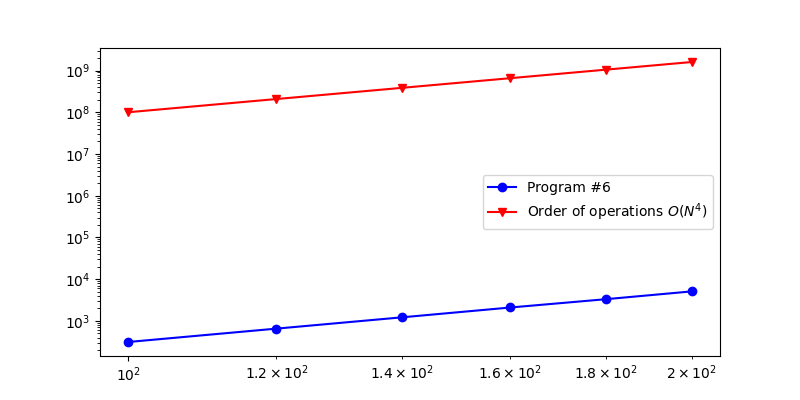 10⁹
10⁸
10⁷
10⁶
10⁵
10⁴
10³
Program #6
Order of operations O(N⁴)
10² 1.2 × 10² 1.4 × 10² 1.6 × 10² 1.8 × 10² 2 × 10²